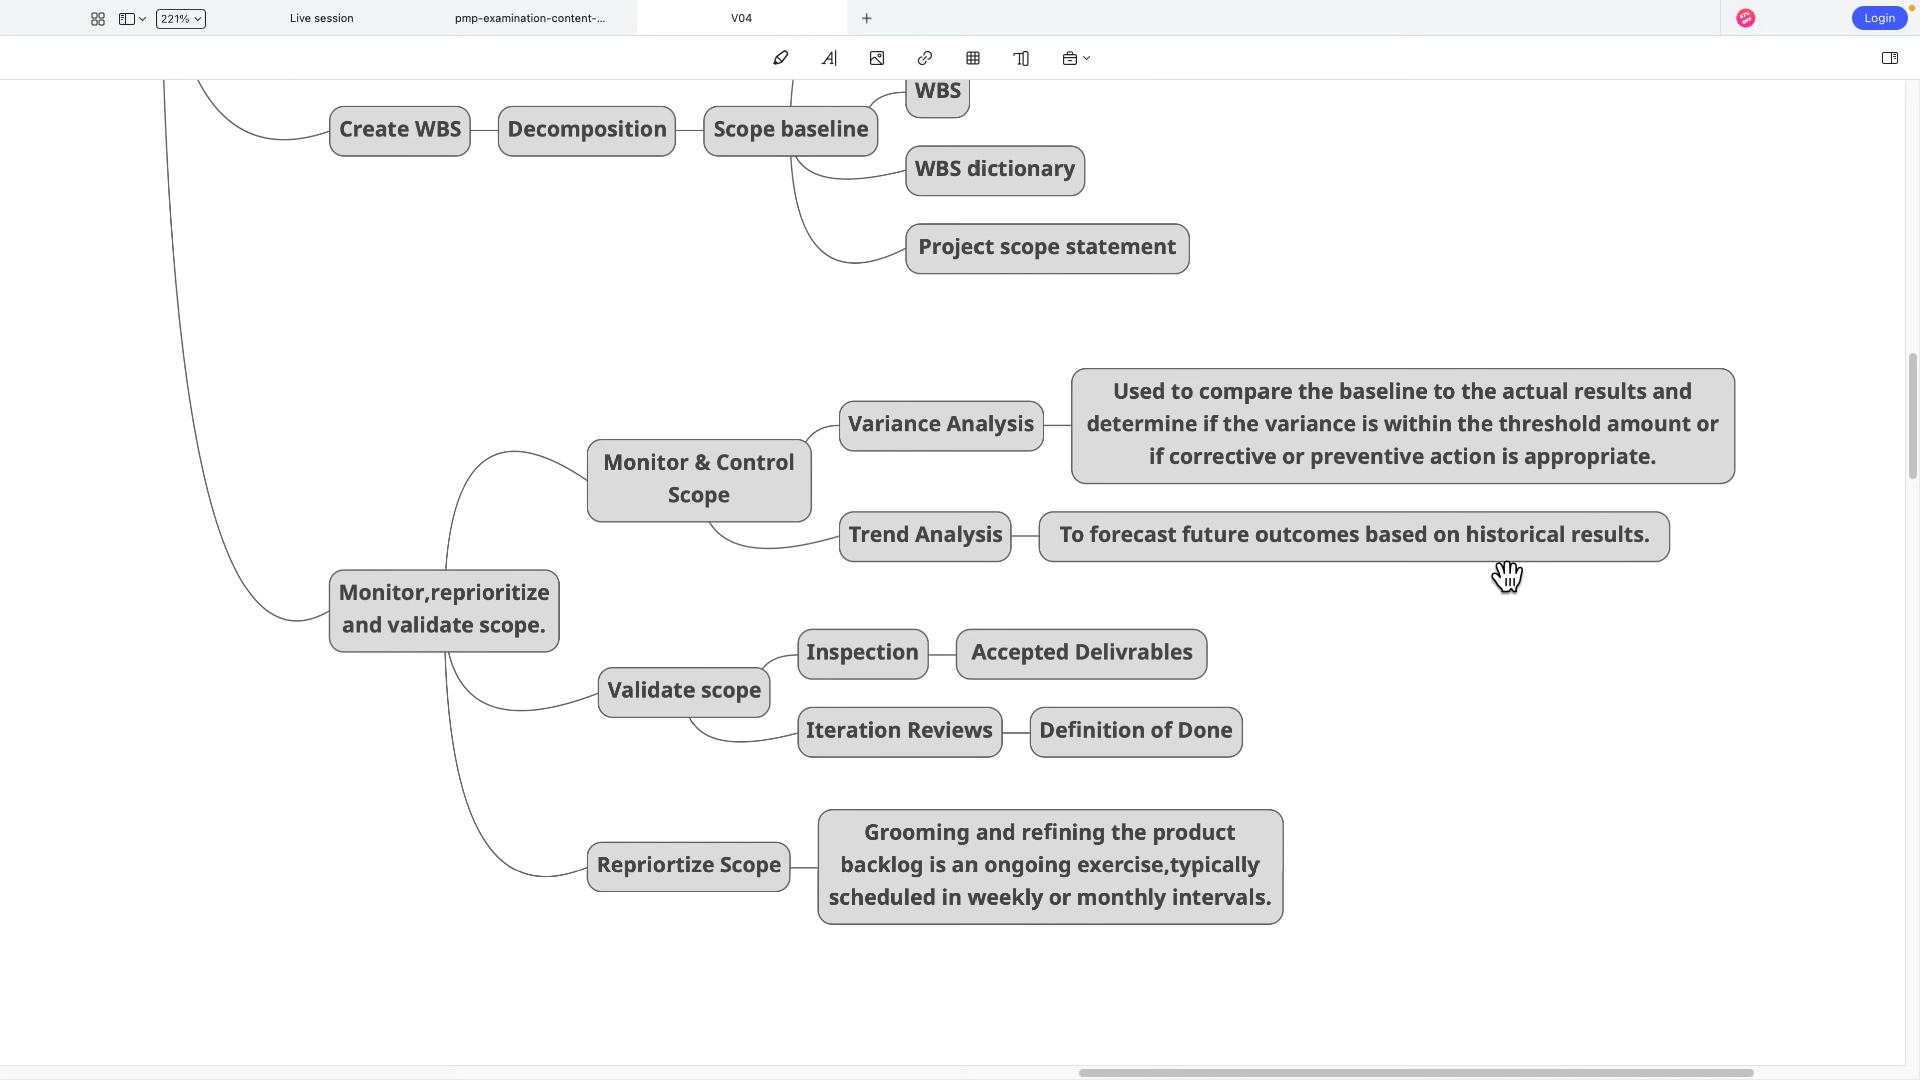 221%
Live session
pmp-examination-content-...
V04
Login
WBS
Create WBS
Decomposition
Scope baseline
WBS dictionary
Project scope statement
Used to compare the baseline to the actual results and
determine if the variance is within the threshold amount or
if corrective or preventive action is appropriate.
Variance Analysis
Monitor & Control
Scope
Trend Analysis
To forecast future outcomes based on historical results.
Monitor,reprioritize
and validate scope.
Inspection
Accepted Delivrables
Validate scope
Iteration Reviews
Definition of Done
Grooming and refining the product
backlog is an ongoing exercise,typically
scheduled in weekly or monthly intervals.
Repriortize Scope